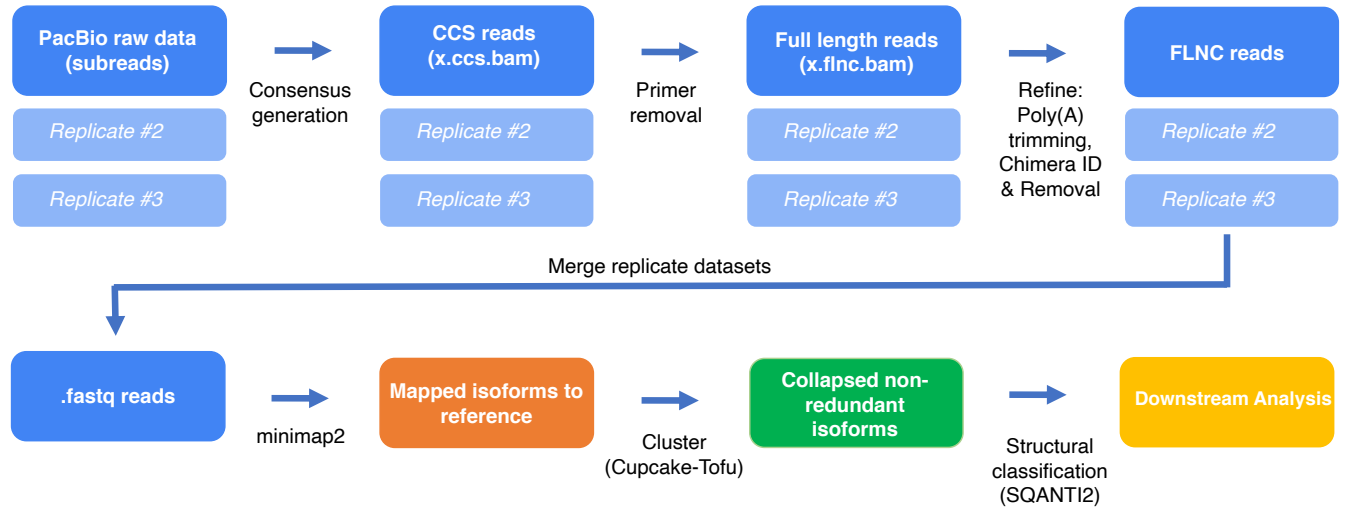 PacBio raw data
(subreads)
Consensus
generation
CCS reads
(x.ccs.bam)
Primer
removal
Full length reads
(x.flnc.bam)
Refine:
Poly(A)
trimming,
Chimera ID
& Removal
FLNC reads
Replicate #2
Replicate #2
Replicate #2
Replicate #2
Replicate #3
Replicate #3
Replicate #3
Replicate #3
Merge replicate datasets
.fastq reads
minimap2
Mapped isoforms to
reference
Cluster
(Cupcake-Tofu)
Collapsed non-
redundant
isoforms
Structural
classification
(SQANTI2)
Downstream Analysis